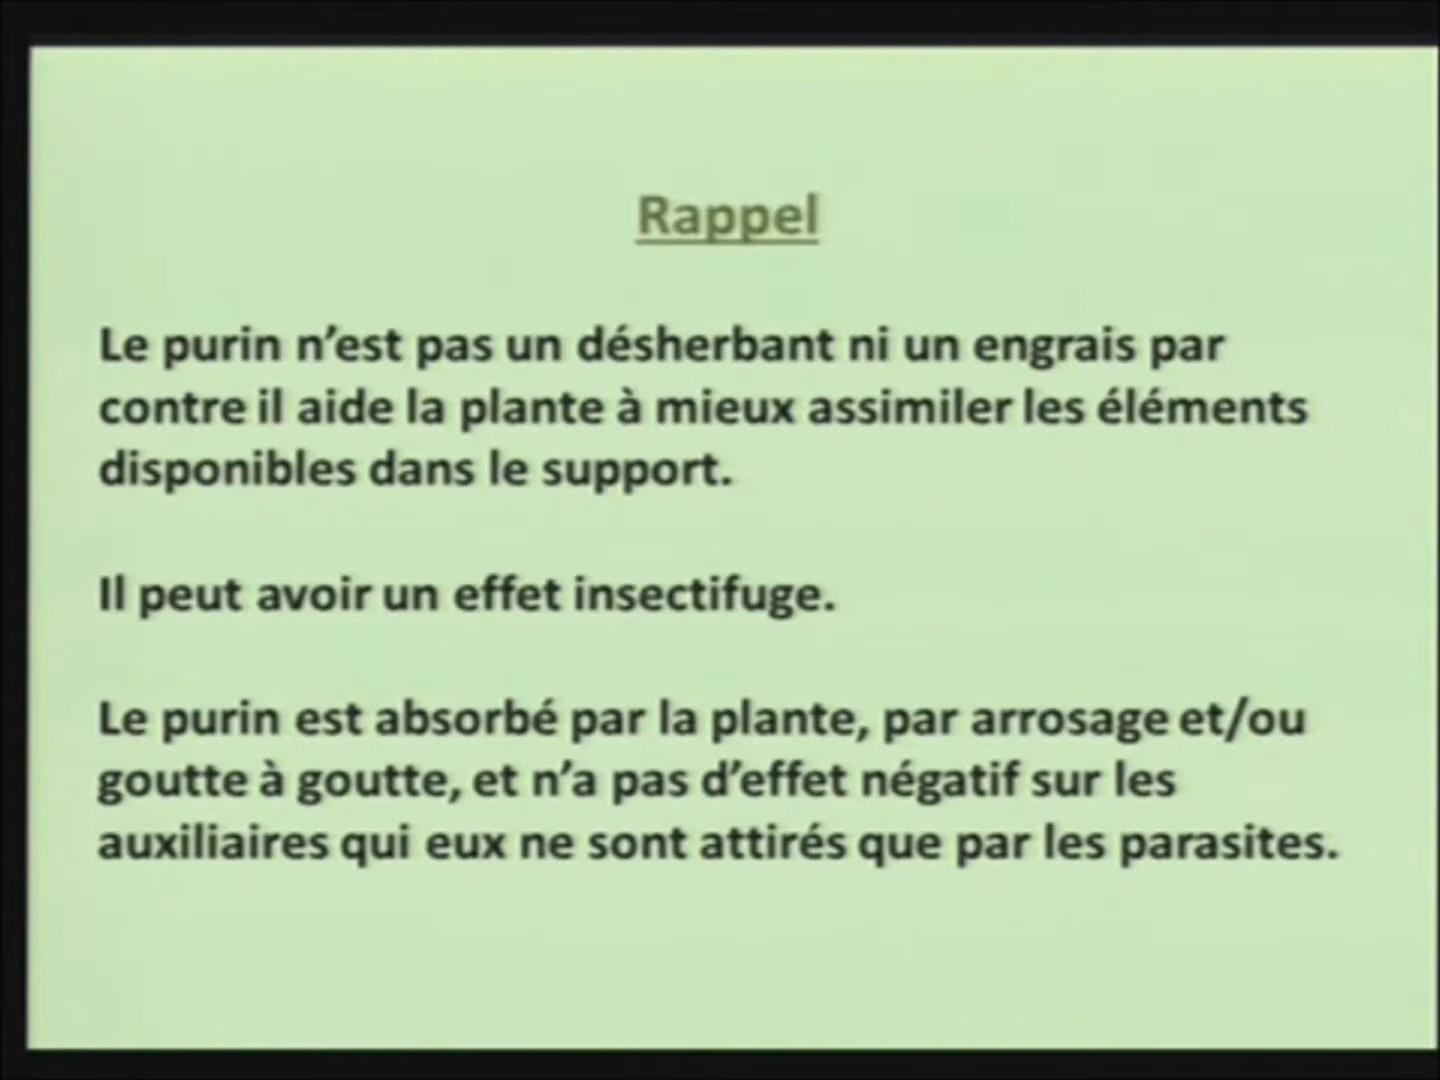 Rappel
Le purin n’est pas un désherbant ni un engrais par
contre il aide la plante à mieux assimiler les éléments
disponibles dans le support.
Il peut avoir un effet insectifuge.
Le purin est absorbé par la plante, par arrosage et/ou
goutte à goutte, et n’a pas d’effet négatif sur les
auxiliaires qui eux ne sont attirés que par les parasites.